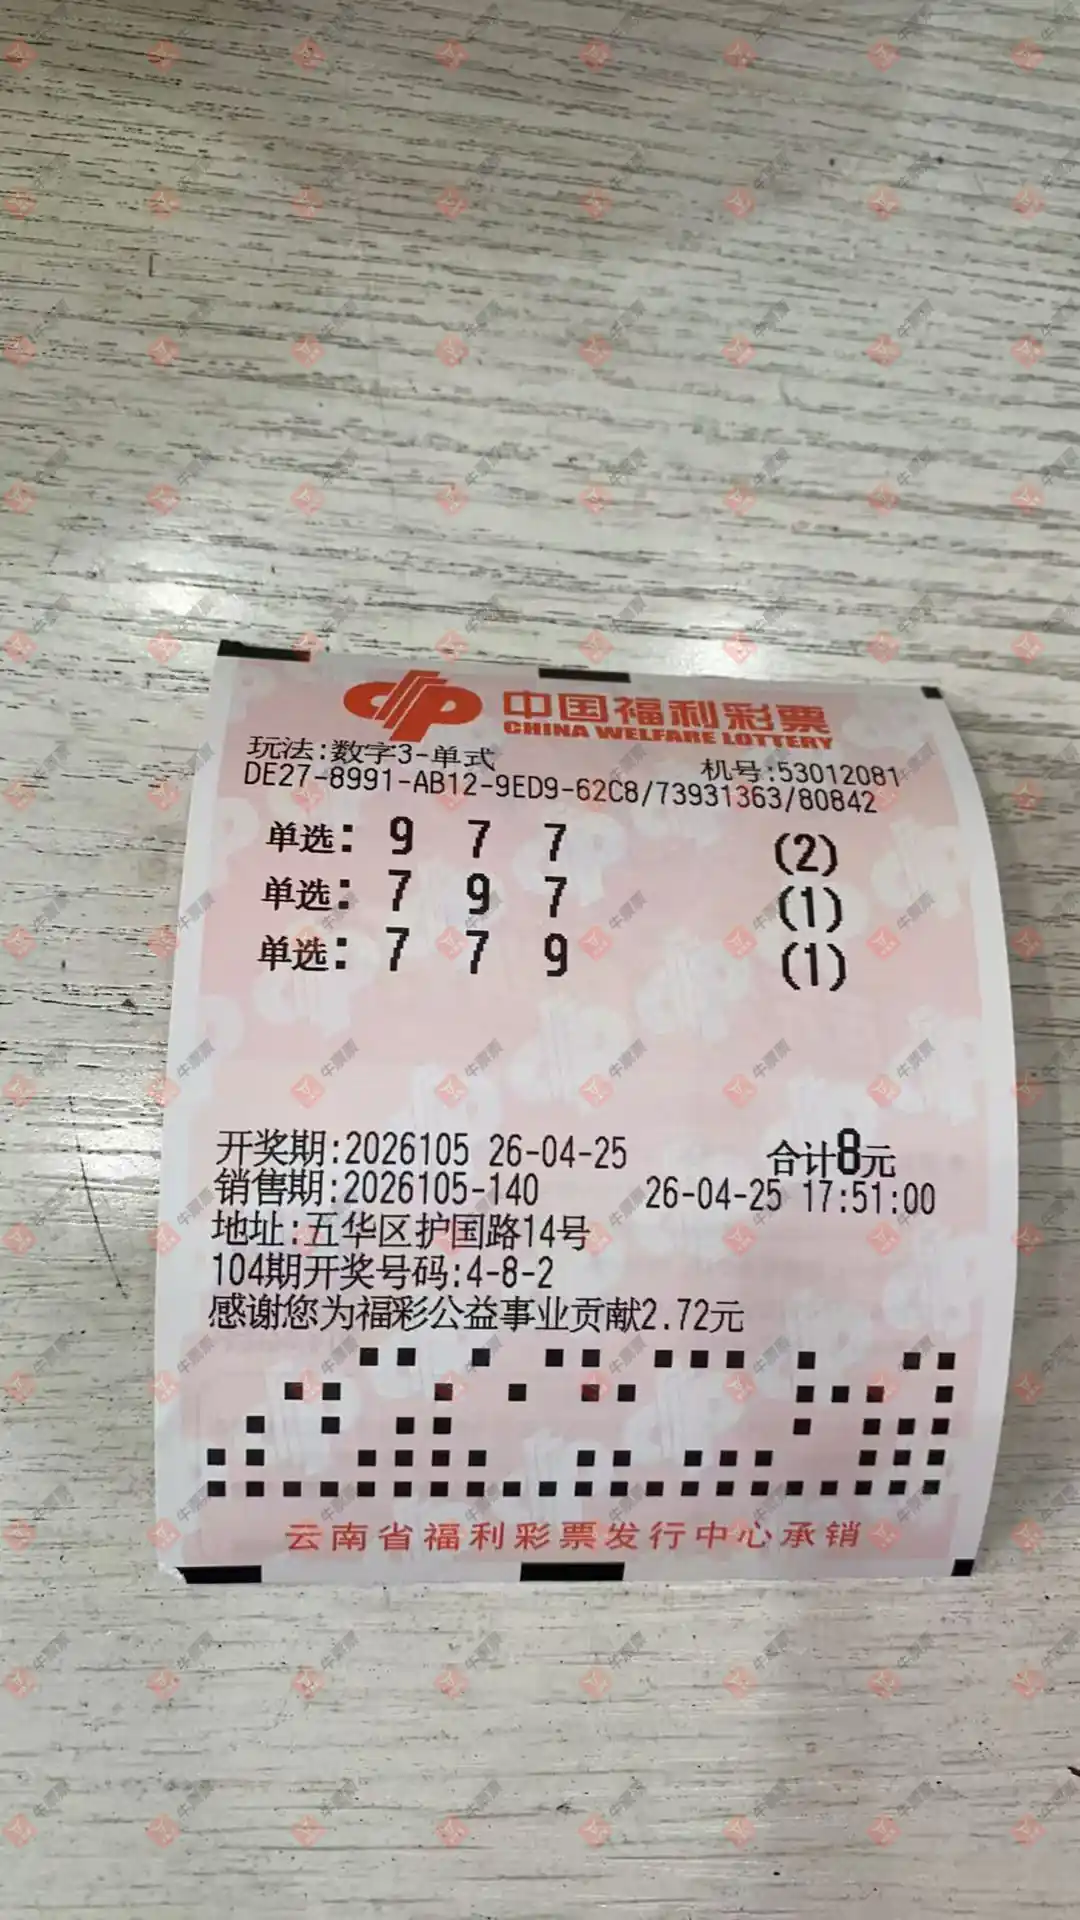 中国福利彩票
CHINA WELFARE LOTTERY
玩法:数字3-单式 机号:53012081
DE27-8991-AB12-9ED9-62C8/73931363/80842
单选: 9 7 7 (2)
单选: 7 9 7 (1)
单选: 7 7 9 (1)
开奖期:2026105 26-04-25 合计8元
销售期:2026105-140 26-04-25 17:51:00
地址:五华区护国路14号
104期开奖号码:4-8-2
感谢您为福彩公益事业贡献2.72元
云南省福利彩票发行中心承销
牛票票